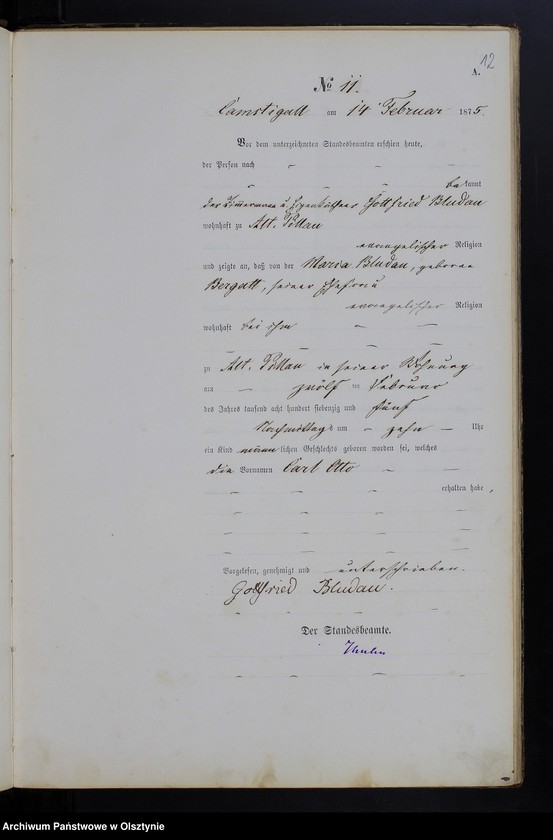 12
A.
No 11.
Camstigall am 14 Februar 1875.
Vor dem unterzeichneten Standesbeamten erschien heute,
der Person nach — —
— — — — bekannt
der Zimmermann u. Eigenkäthner Gottfried Bludau
wohnhaft zu Alt. Pillau
evangelischer Religion
und zeigte an, daß von der Maria Bludau, geborene
Bergatt, seiner Ehefrau
evangelischer Religion
wohnhaft bei ihm — —
zu Alt. Pillau in seiner Wohnung
am — zwölf ten Februar
des Jahres tausend acht hundert siebenzig und fünf
Nachmittags um — zehn — Uhr
ein Kind männlichen Geschlechts geboren worden sei, welches
die Vornamen Carl Otto — —
— — — erhalten habe,
Vorgelesen, genehmigt und unterschrieben.
Gottfried Bludau.
Der Standesbeamte.
Archiwum Państwowe w Olsztynie